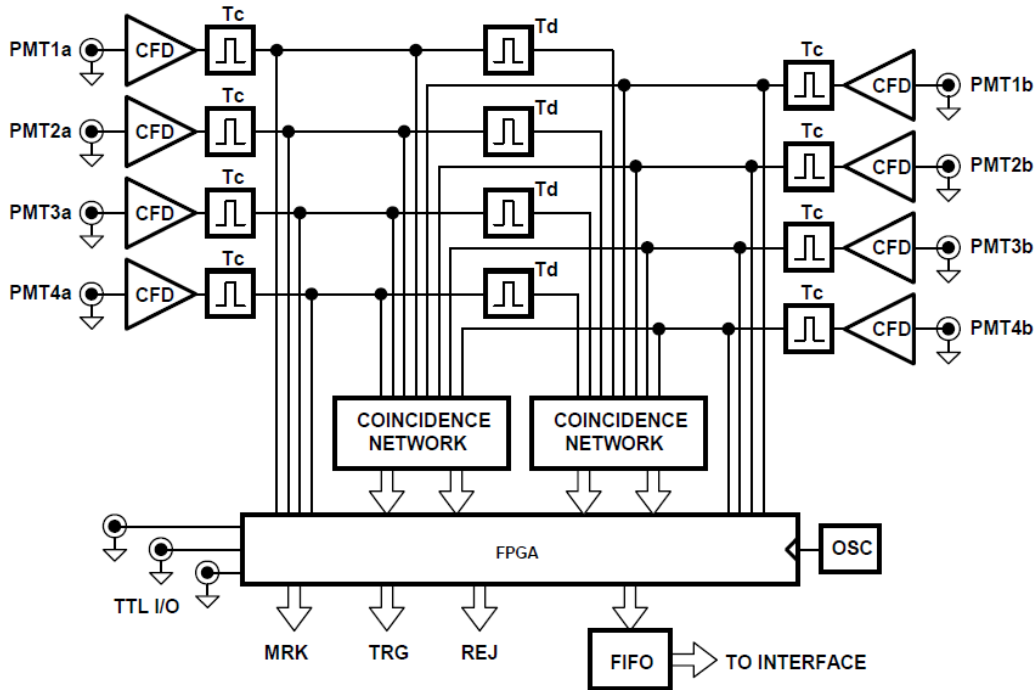 Tc
Td
PMT1a
CFD
Tc
CFD
PMT1b
Tc
Td
PMT2a
CFD
Tc
CFD
PMT2b
Tc
Td
PMT3a
CFD
Tc
CFD
PMT3b
Tc
Td
PMT4a
CFD
Tc
CFD
PMT4b
COINCIDENCE
NETWORK
COINCIDENCE
NETWORK
FPGA
OSC
TTL I/O
MRK
TRG
REJ
FIFO
TO INTERFACE